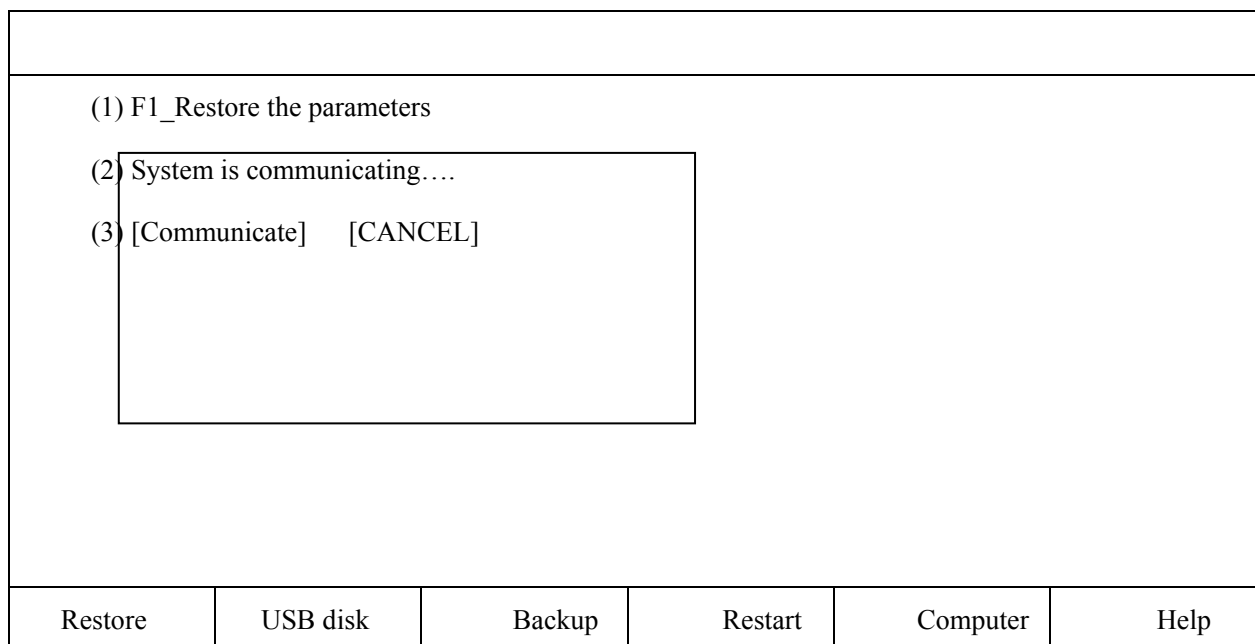 (1) F1_Restore the parameters
(2) System is communicating….
(3) [Communicate] [CANCEL]
Restore USB disk Backup Restart Computer Help